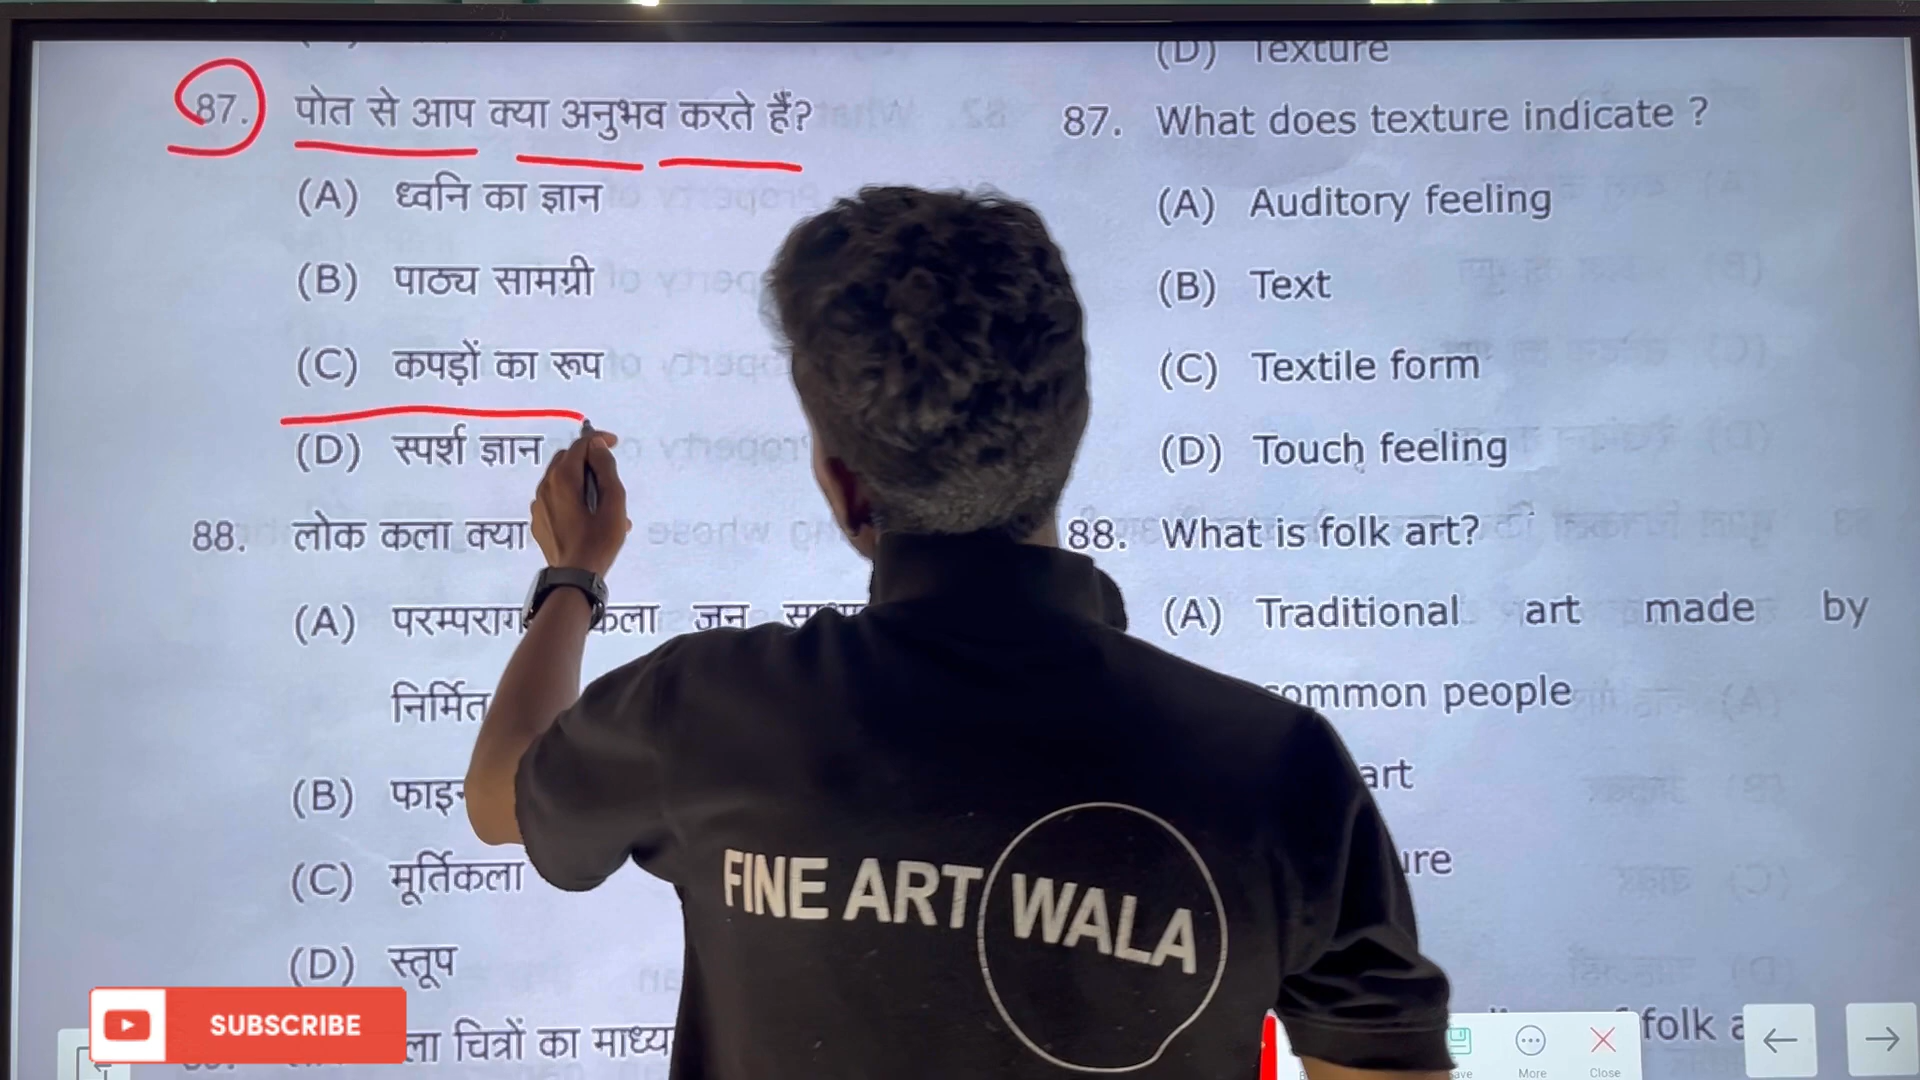 (D) Texture
87. पोत से आप क्या अनुभव करते हैं?
(A) ध्वनि का ज्ञान
(B) पाठ्य सामग्री
(C) कपड़ों का रूप
(D) स्पर्श ज्ञान
88. लोक कला क्या
(A) परम्पराग कला जन
निर्मित
(B) फाइन
(C) मूर्तिकला
(D) स्तूप
ला चित्रों का माध्य
87. What does texture indicate ?
(A) Auditory feeling
(B) Text
(C) Textile form
(D) Touch feeling
88. What is folk art?
(A) Traditional art made by
common people
art
ure
folk
FINE ART WALA
SUBSCRIBE
More
Close